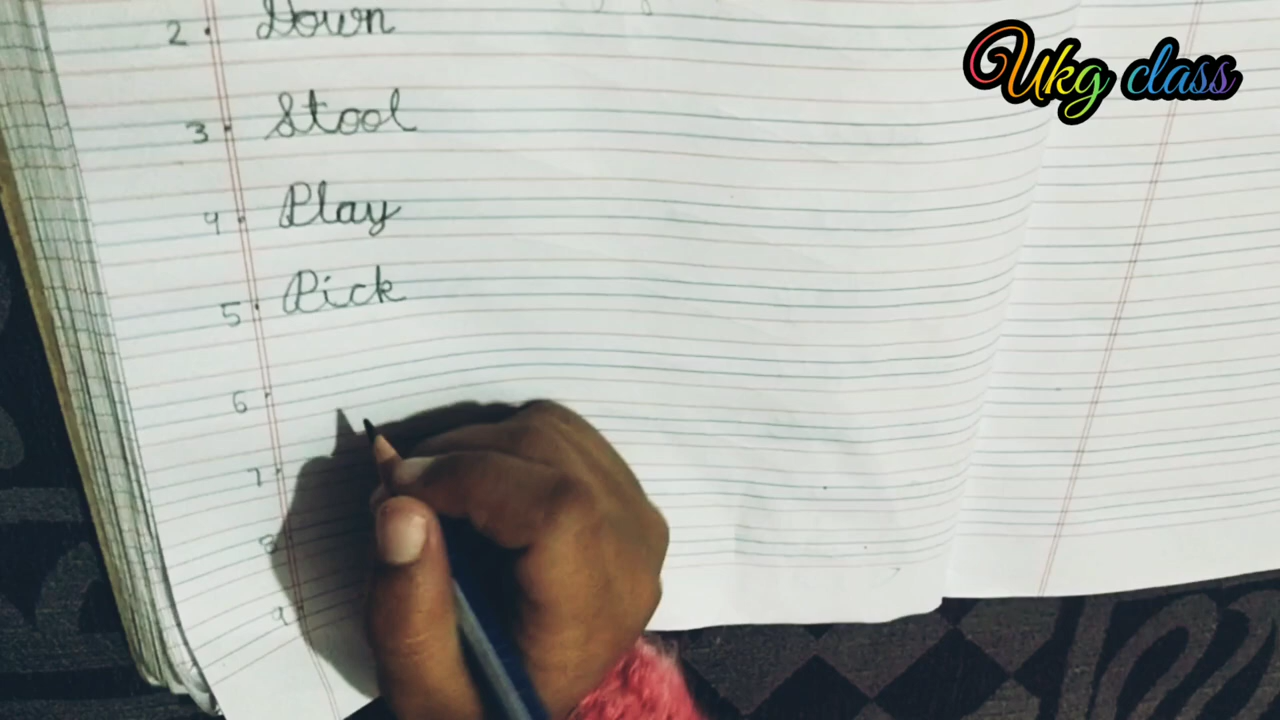 Ukg class
2. Down
3. Stool
4. Play
5. Pick
6.
7.
8.
9.